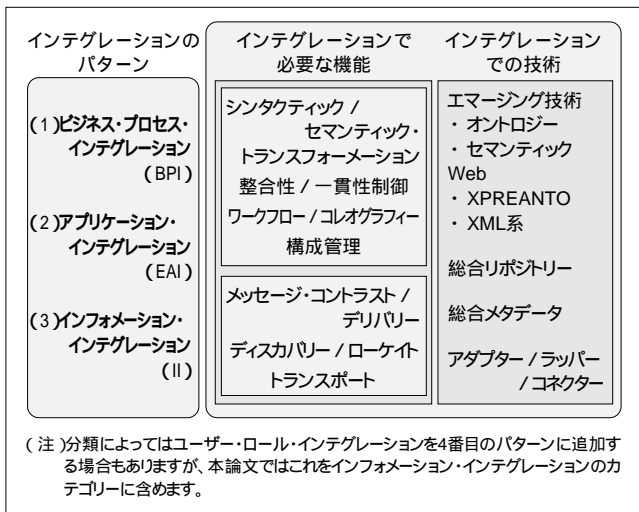 インテグレーションの
パターン
(1)ビジネス・プロセス・
インテグレーション
(BPI)
(2)アプリケーション・
インテグレーション
(EAI)
(3)インフォメーション・
インテグレーション
(II)
インテグレーションで
必要な機能
シンタクティック /
セマンティック・
トランスフォーメーション
整合性 / 一貫性制御
ワークフロー / コレオグラフィー
構成管理
メッセージ・コントラスト /
デリバリー
ディスカバリー / ローケイト
トランスポート
インテグレーション
での技術
エマージング技術
・ オントロジー
・ セマンティック
Web
・ XPREANTO
・ XML系
総合リポジトリー
総合メタデータ
アダプター / ラッパー
/ コネクター
(注)分類によってはユーザー・ロール・インテグレーションを4番目のパターンに追加す
る場合もありますが、本論文ではこれをインフォメーション・インテグレーションのカ
テゴリーに含めます。